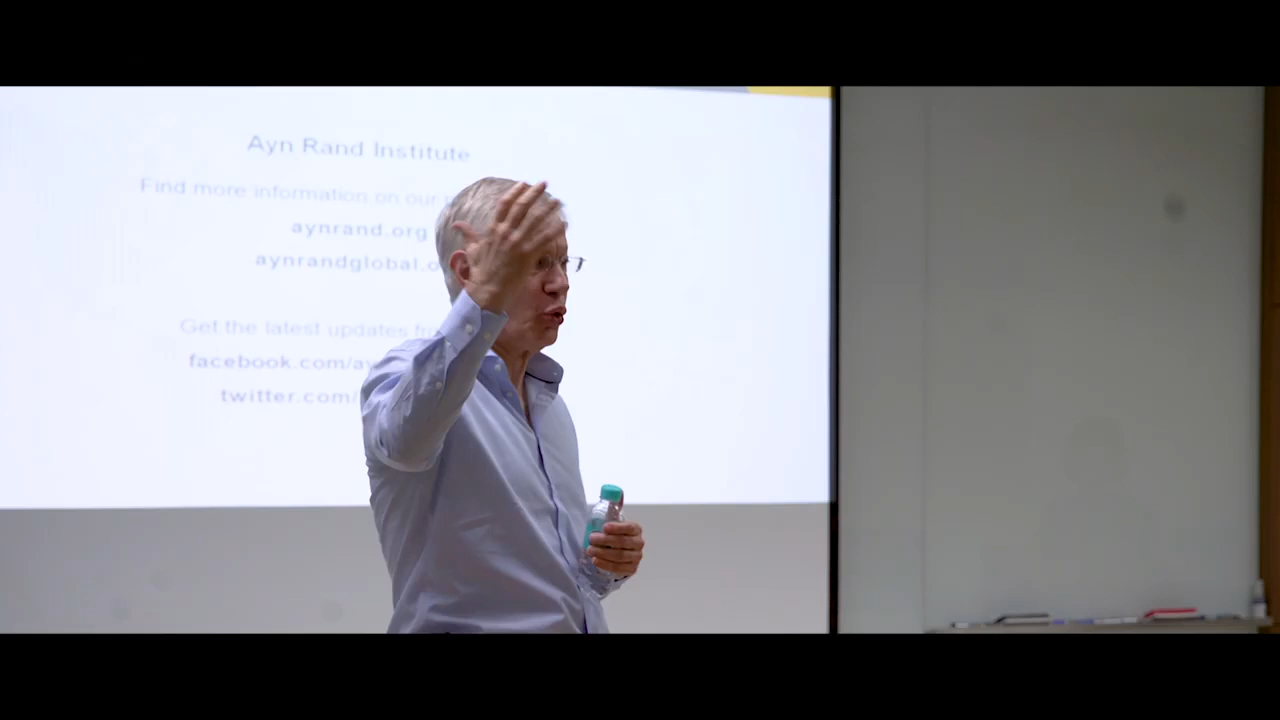 Ayn Rand Institute
Find more information on our
aynrand.org
aynrandglobal.o
Get the latest updates
facebook.com/ay
twitter.com/